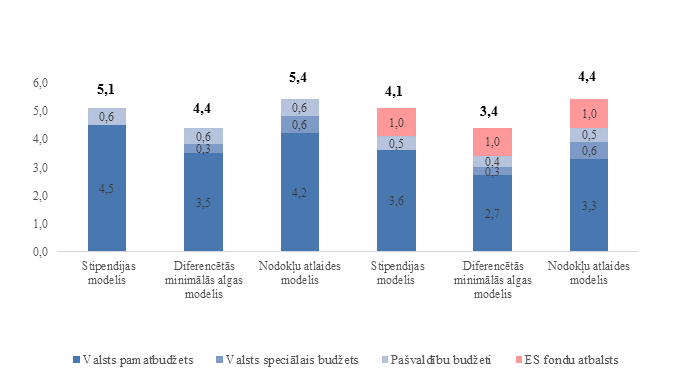 5,1
4,4
5,4
4,1
3,4
4,4
6,0
5,0
4,0
3,0
2,0
1,0
0,0
0,6
4,5
0,6
0,3
3,5
0,6
0,6
4,2
1,0
0,5
3,6
1,0
0,4
0,3
2,7
1,0
0,5
0,6
3,3
Stipendijas
modelis
Diferencētās
minimālās algas
modelis
Nodokļu atlaides
modelis
Stipendijas
modelis
Diferencētās
minimālās algas
modelis
Nodokļu atlaides
modelis
Valsts pamatbudžets
Valsts speciālais budžets
Pašvaldību budžeti
ES fondu atbalsts